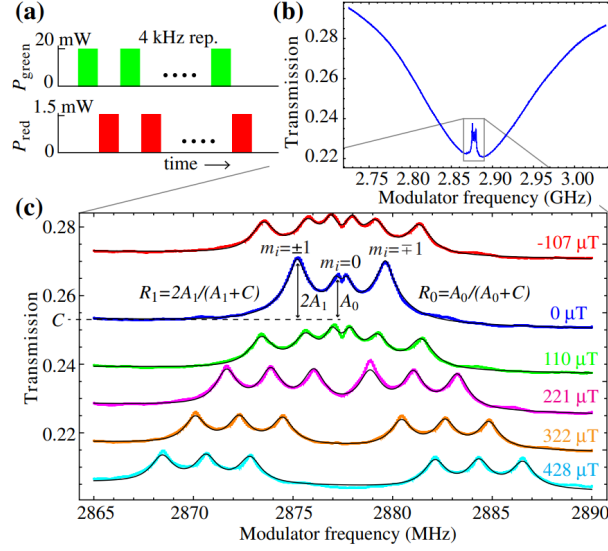 (a)
20 mW
4 kHz rep.
P_green
1.5 mW
P_red
time →
(b)
Transmission
0.28
0.26
0.24
0.22
2.75 2.80 2.85 2.90 2.95 3.00
Modulator frequency (GHz)
(c)
0.28
0.26
C
0.24
0.22
Transmission
-107 μT
m_i=±1
m_i=0
m_i=∓1
R_1=2A_1/(A_1+C)
2A_1
A_0
R_0=A_0/(A_0+C)
0 μT
110 μT
221 μT
322 μT
428 μT
2865 2870 2875 2880 2885 2890
Modulator frequency (MHz)